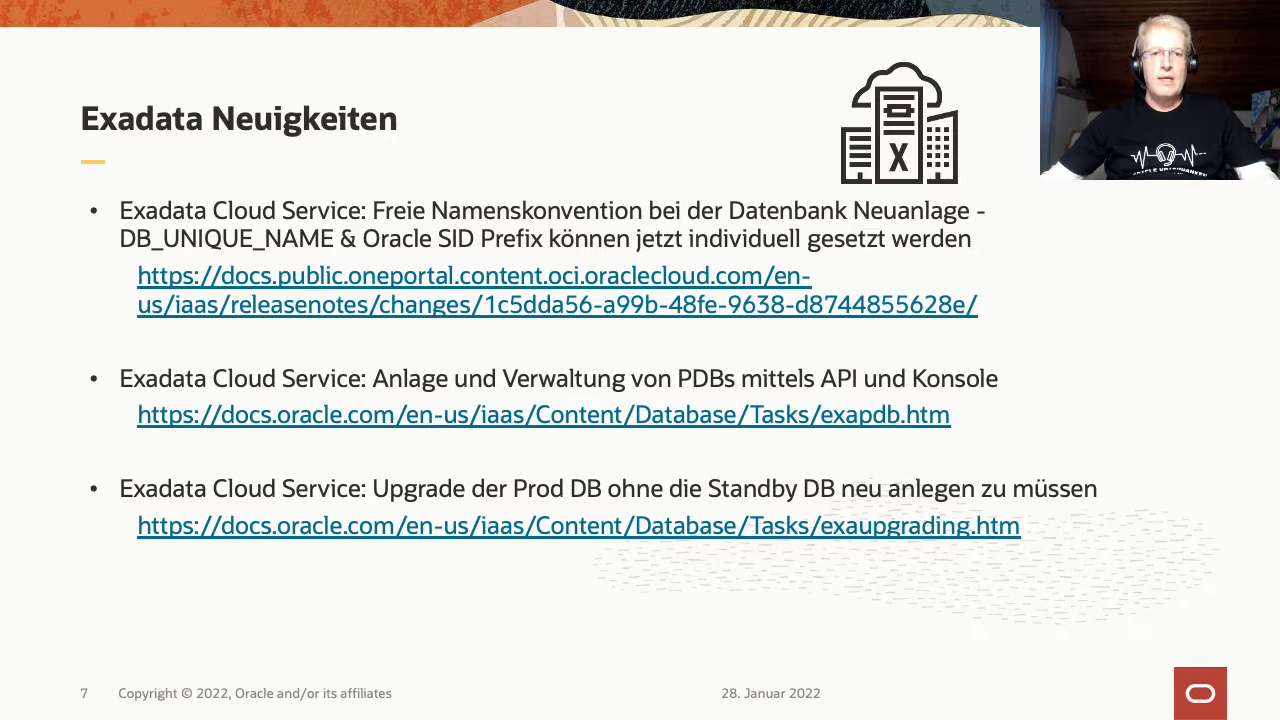 Exadata Neuigkeiten
X
• Exadata Cloud Service: Freie Namenskonvention bei der Datenbank Neuanlage -
DB_UNIQUE_NAME & Oracle SID Prefix können jetzt individuell gesetzt werden
https://docs.public.oneportal.content.oci.oraclecloud.com/en-
us/iaas/releasenotes/changes/1c5dda56-a99b-48fe-9638-d8744855628e/
• Exadata Cloud Service: Anlage und Verwaltung von PDBs mittels API und Konsole
https://docs.oracle.com/en-us/iaas/Content/Database/Tasks/exapdb.htm
• Exadata Cloud Service: Upgrade der Prod DB ohne die Standby DB neu anlegen zu müssen
https://docs.oracle.com/en-us/iaas/Content/Database/Tasks/exaupgrading.htm
7 Copyright © 2022, Oracle and/or its affiliates 28. Januar 2022